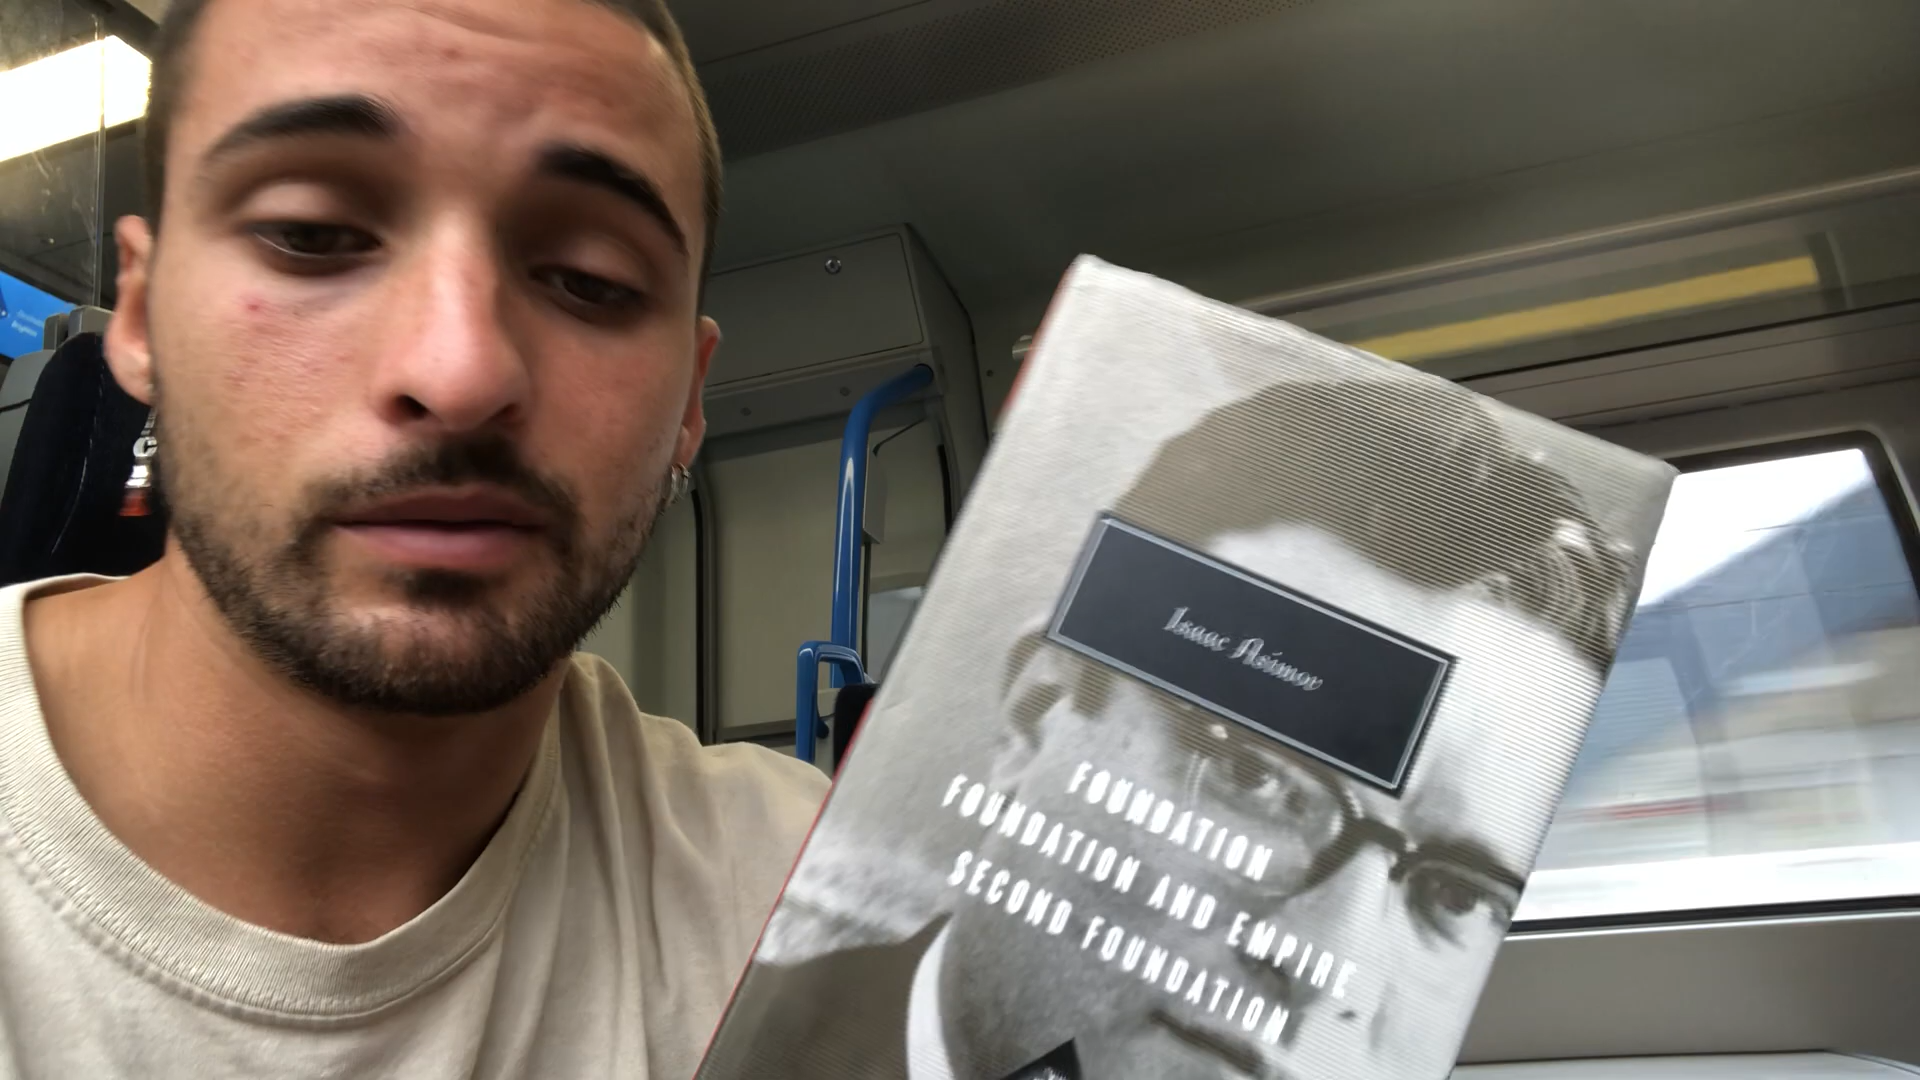 Isaac Asimov
FOUNDATION
FOUNDATION AND EMPIRE
SECOND FOUNDATION